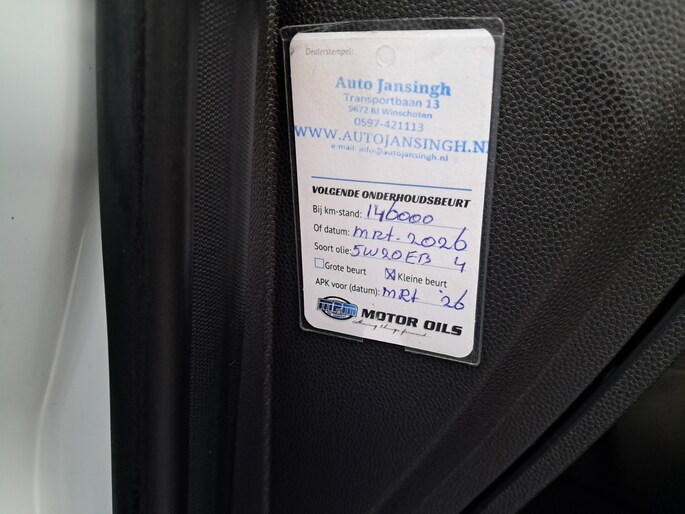 Dealerstempel:
Auto Jansingh
Transportbaan 13
9672 BJ Winschoten
0597-421113
WWW.AUTOJANSINGH.NL
e-mail: info@autojansingh.nl
VOLGENDE ONDERHOUDSBEURT
Bij km-stand: 146000
Of datum: MRT-2026
Soort olie: 5W20EB 4
Grote beurt Kleine beurt
APK voor (datum): MRt '26
MOTOR OILS